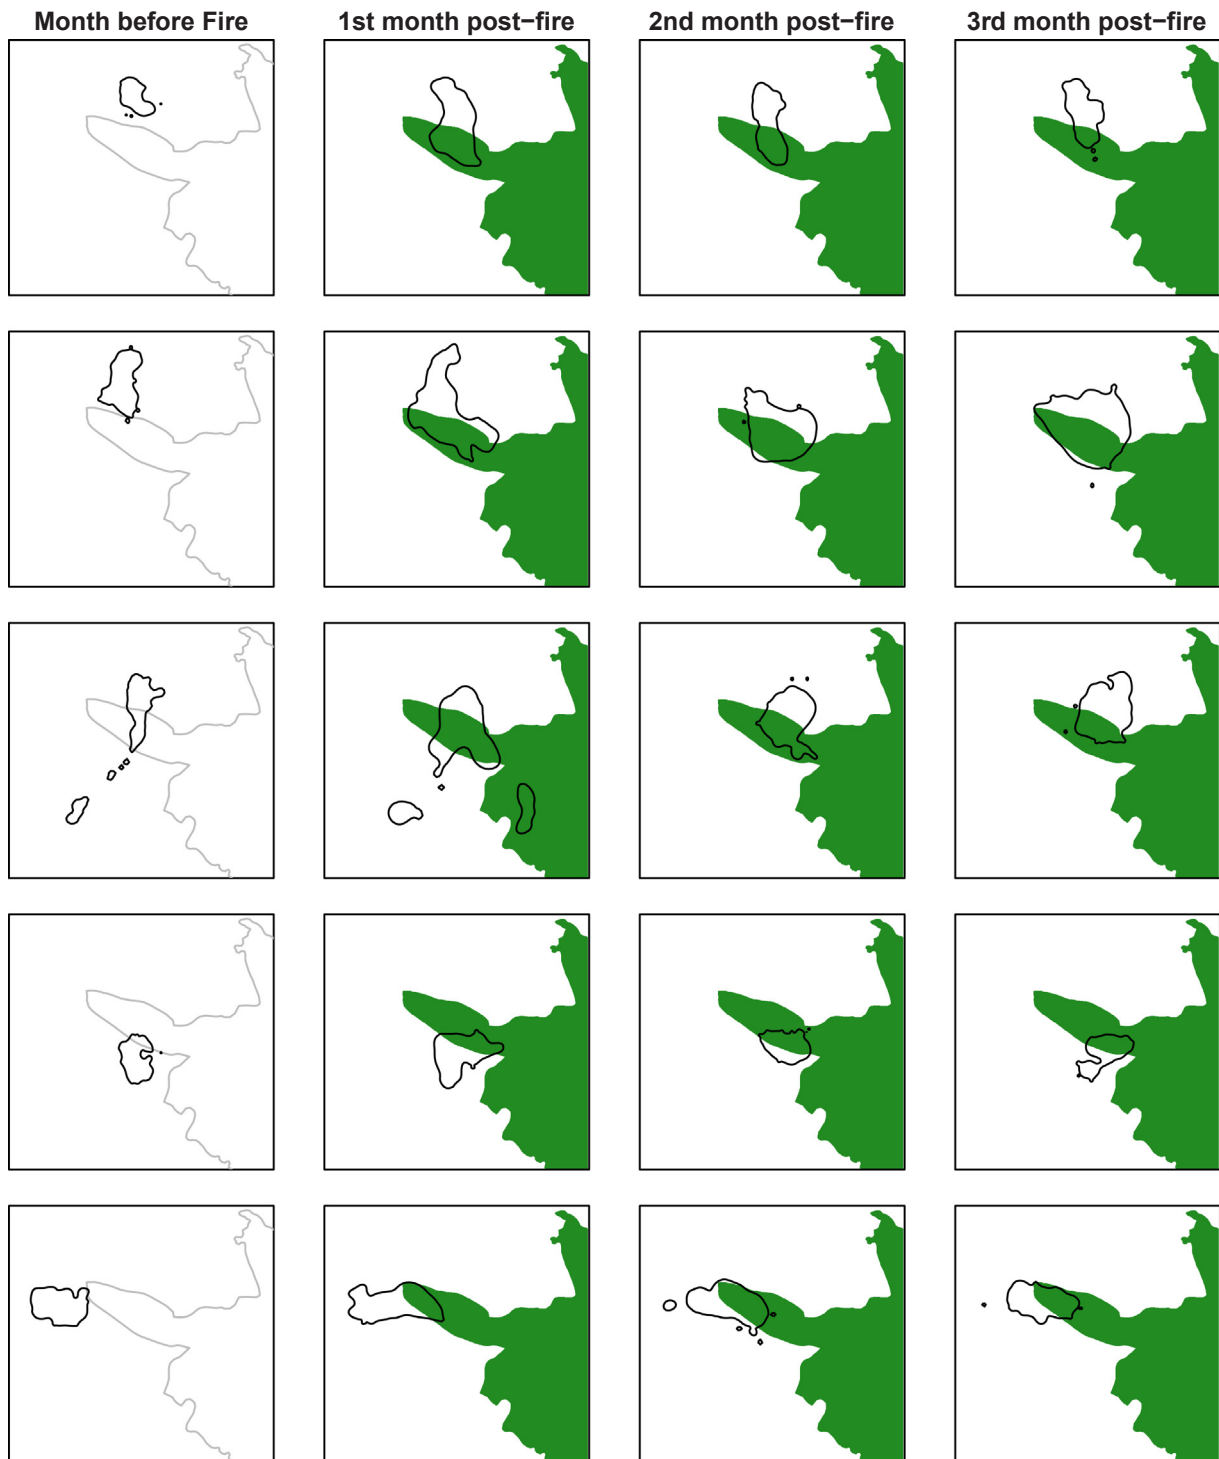 Month before Fire
1st month post−fire
2nd month post−fire
3rd month post−fire